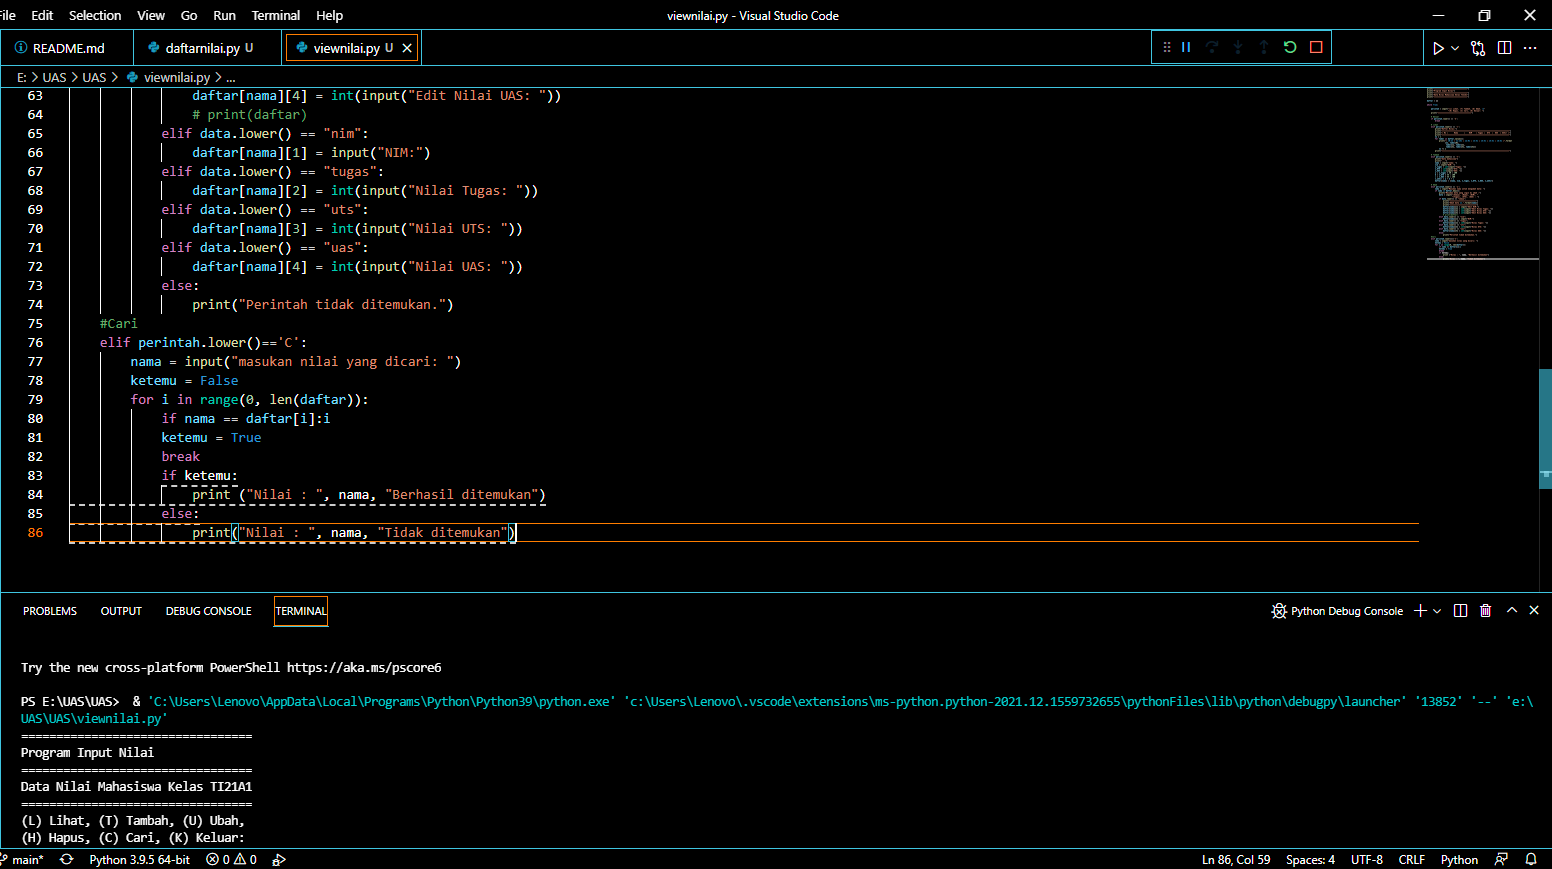 File Edit Selection View Go Run Terminal Help
viewnilai.py - Visual Studio Code
README.md daftarnilai.py U viewnilai.py U
E: > UAS > UAS > viewnilai.py > ...
63 daftar[nama][4] = int(input("Edit Nilai UAS: "))
64 # print(daftar)
65 elif data.lower() == "nim":
66 daftar[nama][1] = input("NIM:")
67 elif data.lower() == "tugas":
68 daftar[nama][2] = int(input("Nilai Tugas: "))
69 elif data.lower() == "uts":
70 daftar[nama][3] = int(input("Nilai UTS: "))
71 elif data.lower() == "uas":
72 daftar[nama][4] = int(input("Nilai UAS: "))
73 else:
74 print("Perintah tidak ditemukan.")
75 #Cari
76 elif perintah.lower()=='C':
77 nama = input("masukan nilai yang dicari: ")
78 ketemu = False
79 for i in range(0, len(daftar)):
80 if nama == daftar[i]:i
81 ketemu = True
82 break
83 if ketemu:
84 print ("Nilai : ", nama, "Berhasil ditemukan")
85 else:
86 print("Nilai : ", nama, "Tidak ditemukan")
PROBLEMS OUTPUT DEBUG CONSOLE TERMINAL
Python Debug Console
Try the new cross-platform PowerShell https://aka.ms/pscore6
PS E:\UAS\UAS> & 'C:\Users\Lenovo\AppData\Local\Programs\Python\Python39\python.exe' 'c:\Users\Lenovo\.vscode\extensions\ms-python.python-2021.12.1559732655\pythonFiles\lib\python\debugpy\launcher' '13852' '--' 'e:\
UAS\UAS\viewnilai.py'
=================================
Program Input Nilai
=================================
Data Nilai Mahasiswa Kelas TI21A1
=================================
(L) Lihat, (T) Tambah, (U) Ubah,
(H) Hapus, (C) Cari, (K) Keluar:
main* Python 3.9.5 64-bit 0 0
Ln 86, Col 59 Spaces: 4 UTF-8 CRLF Python